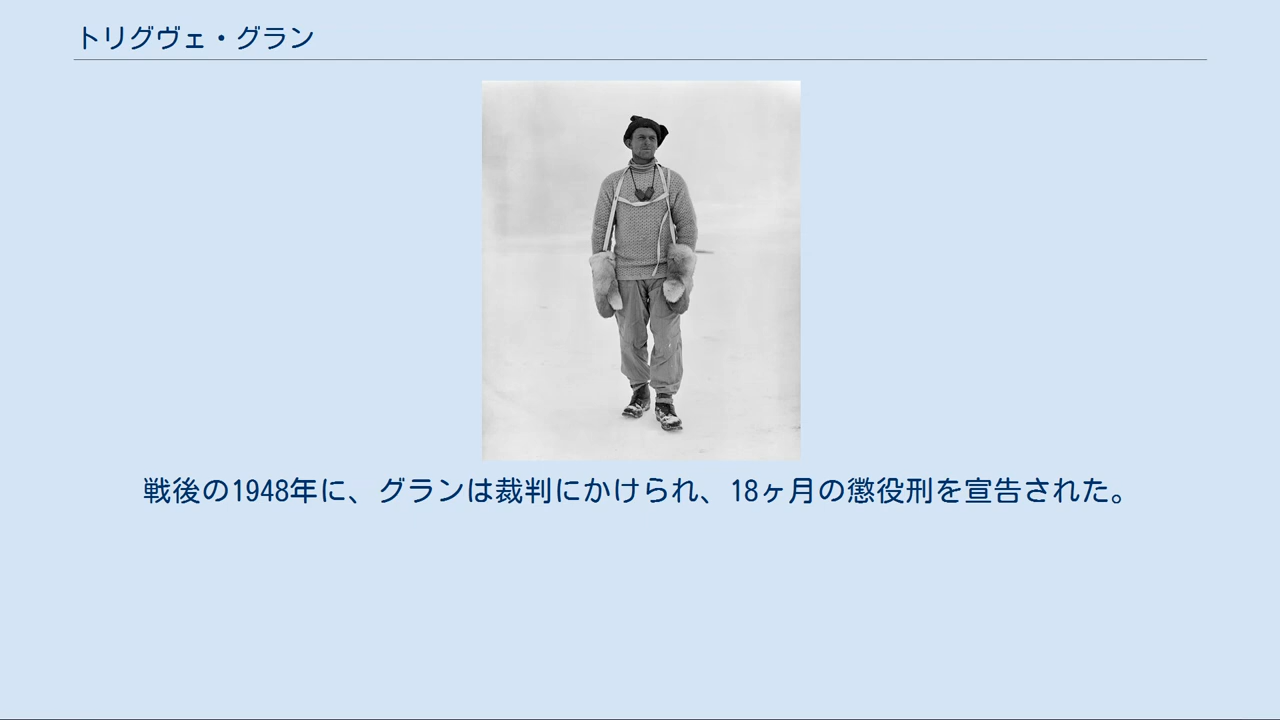 トリグヴェ・グラン
戦後の1948年に、グランは裁判にかけられ、18ヶ月の懲役刑を宣告された。